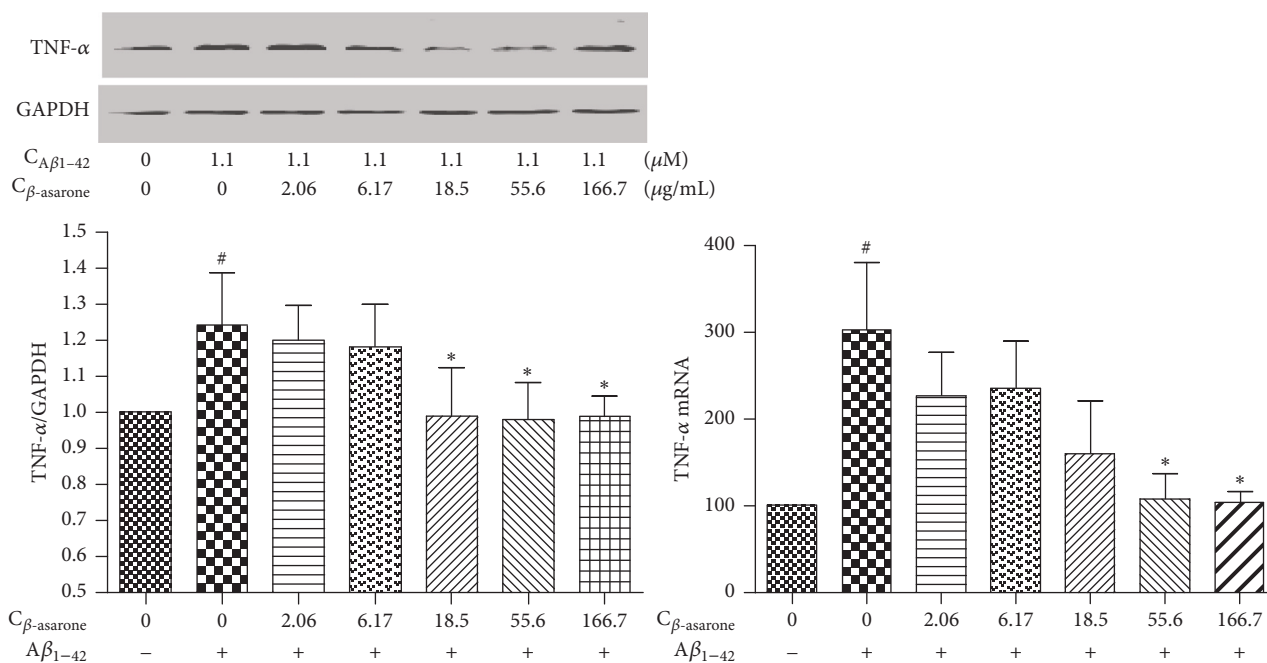 TNF-α
GAPDH
C Aβ1–42 0 1.1 1.1 1.1 1.1 1.1 1.1 (μM)
C β-asarone 0 0 2.06 6.17 18.5 55.6 166.7 (μg/mL)
TNF-α/GAPDH
1.5
1.4
1.3
1.2
1.1
1.0
0.9
0.8
0.7
0.6
0.5
#
*
*
*
C β-asarone 0 0 2.06 6.17 18.5 55.6 166.7
Aβ1–42 – + + + + + +
TNF-α mRNA
400
300
200
100
0
#
*
*
0 0 2.06 6.17 18.5 55.6 166.7 C β-asarone
– + + + + + + Aβ1–42